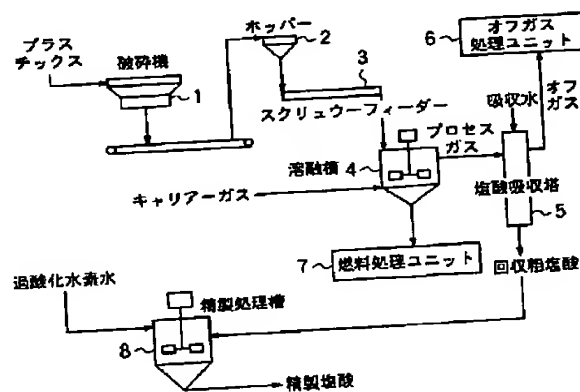 プラス
チックス
破砕機
1
ホッパー
2
3
スクリュウーフィーダー
6
オフガス
処理ユニット
吸収水
オフ
ガス
プロセス
ガス
溶融槽
4
塩酸吸収塔
5
キャリアーガス
7
燃料処理ユニット
回収粗塩酸
過酸化水素水
精製処理槽
8
精製塩酸